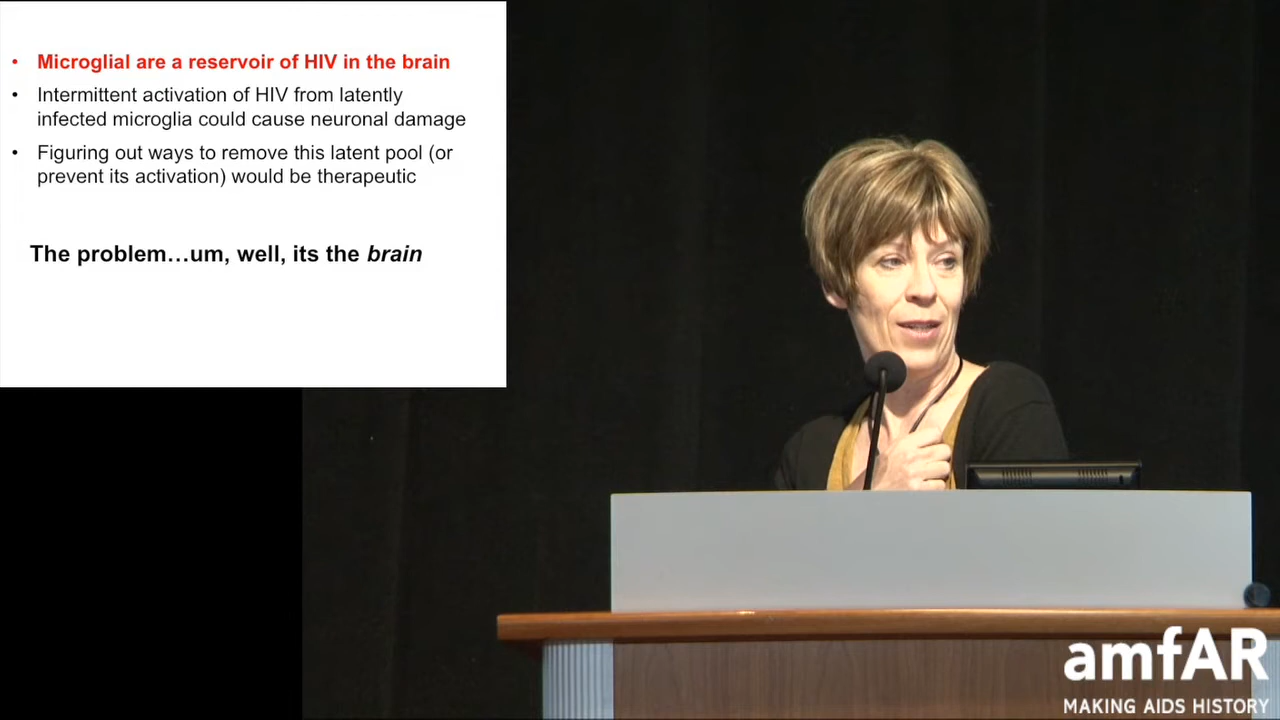 • Microglial are a reservoir of HIV in the brain
• Intermittent activation of HIV from latently
infected microglia could cause neuronal damage
• Figuring out ways to remove this latent pool (or
prevent its activation) would be therapeutic
The problem…um, well, its the brain
amfAR
MAKING AIDS HISTORY